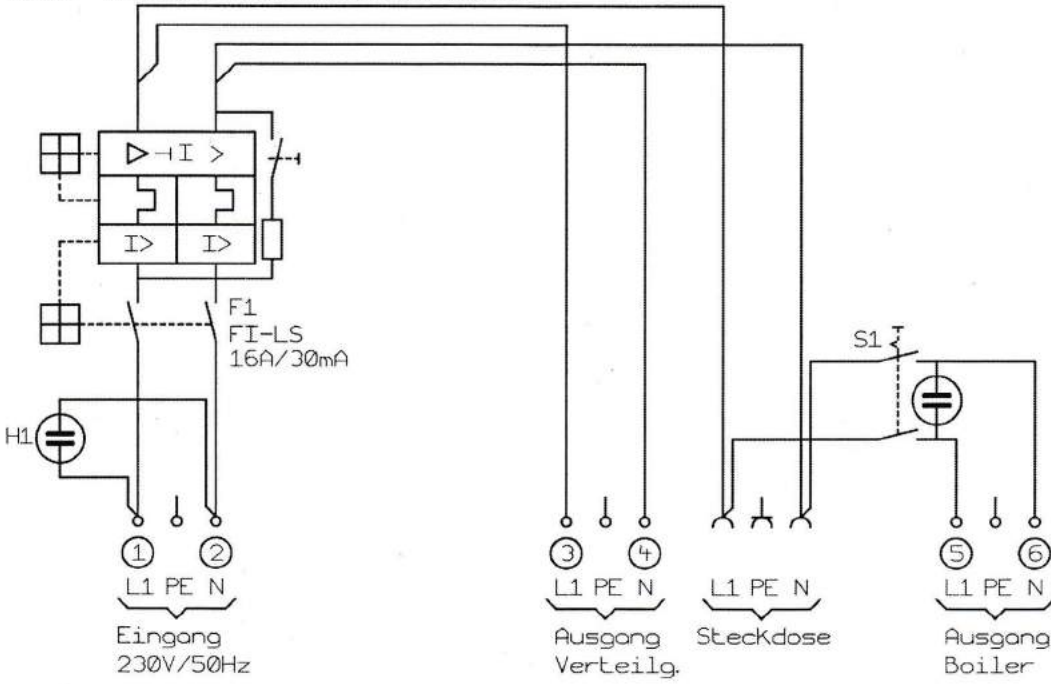 I >
I> I>
F1
FI-LS
16A/30mA
S1
H1
1 2 3 4 5 6
L1 PE N L1 PE N L1 PE N L1 PE N
Eingang
230V/50Hz
Ausgang
Verteilg.
Steckdose
Ausgang
Boiler